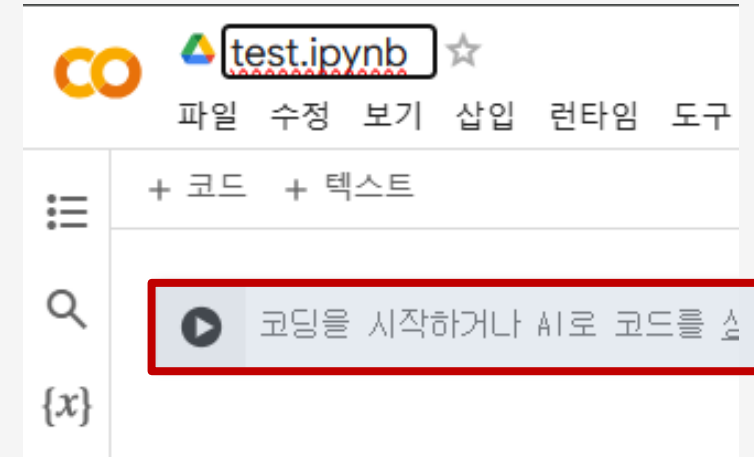 test.ipynb
파일 수정 보기 삽입 런타임 도구
+ 코드 + 텍스트
코딩을 시작하거나 AI로 코드를
{x}